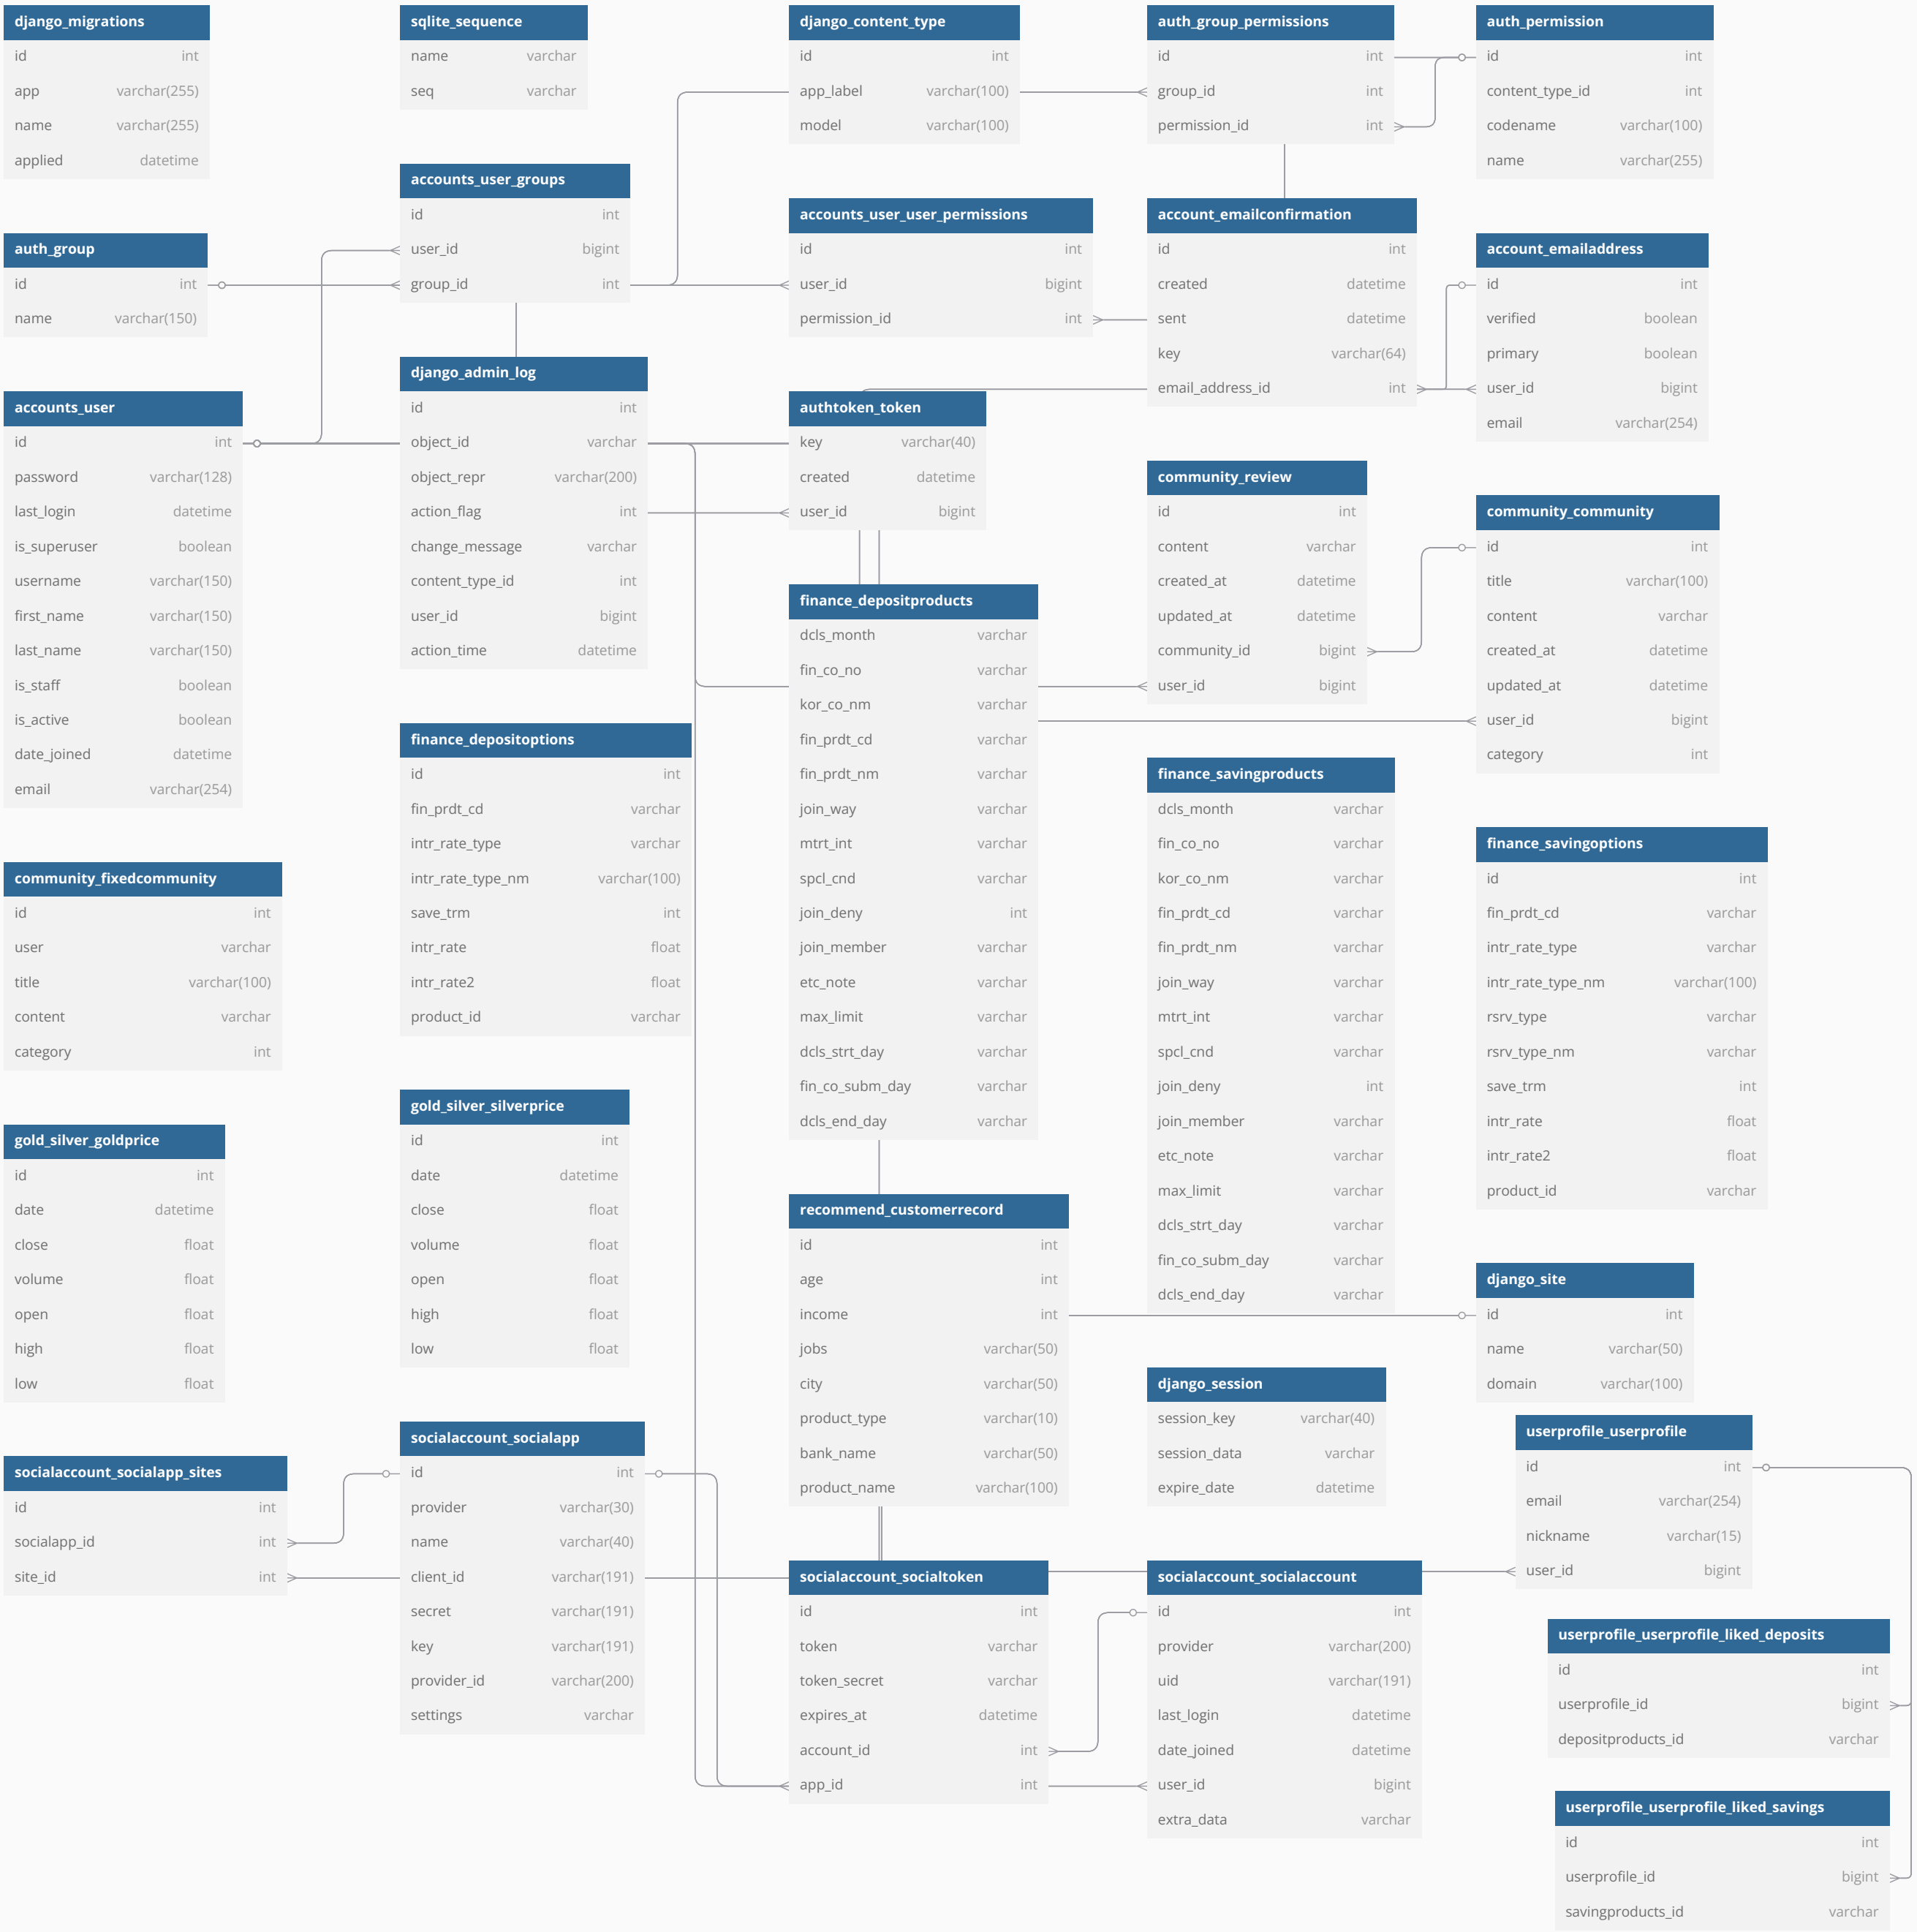 django_migrations
id int
app varchar(255)
name varchar(255)
applied datetime
sqlite_sequence
name varchar
seq varchar
django_content_type
id int
app_label varchar(100)
model varchar(100)
auth_group_permissions
id int
group_id int
permission_id int
auth_permission
id int
content_type_id int
codename varchar(100)
name varchar(255)
auth_group
id int
name varchar(150)
accounts_user_groups
id int
user_id bigint
group_id int
accounts_user_user_permissions
id int
user_id bigint
permission_id int
account_emailconfirmation
id int
created datetime
sent datetime
key varchar(64)
email_address_id int
account_emailaddress
id int
verified boolean
primary boolean
user_id bigint
email varchar(254)
accounts_user
id int
password varchar(128)
last_login datetime
is_superuser boolean
username varchar(150)
first_name varchar(150)
last_name varchar(150)
is_staff boolean
is_active boolean
date_joined datetime
email varchar(254)
django_admin_log
id int
object_id varchar
object_repr varchar(200)
action_flag int
change_message varchar
content_type_id int
user_id bigint
action_time datetime
authtoken_token
key varchar(40)
created datetime
user_id bigint
community_review
id int
content varchar
created_at datetime
updated_at datetime
community_id bigint
user_id bigint
community_community
id int
title varchar(100)
content varchar
created_at datetime
updated_at datetime
user_id bigint
category int
community_fixedcommunity
id int
user varchar
title varchar(100)
content varchar
category int
finance_depositoptions
id int
fin_prdt_cd varchar
intr_rate_type varchar
intr_rate_type_nm varchar(100)
save_trm int
intr_rate float
intr_rate2 float
product_id varchar
finance_depositproducts
dcls_month varchar
fin_co_no varchar
kor_co_nm varchar
fin_prdt_cd varchar
fin_prdt_nm varchar
join_way varchar
mtrt_int varchar
spcl_cnd varchar
join_deny int
join_member varchar
etc_note varchar
max_limit varchar
dcls_strt_day varchar
fin_co_subm_day varchar
dcls_end_day varchar
finance_savingproducts
dcls_month varchar
fin_co_no varchar
kor_co_nm varchar
fin_prdt_cd varchar
fin_prdt_nm varchar
join_way varchar
mtrt_int varchar
spcl_cnd varchar
join_deny int
join_member varchar
etc_note varchar
max_limit varchar
dcls_strt_day varchar
fin_co_subm_day varchar
dcls_end_day varchar
finance_savingoptions
id int
fin_prdt_cd varchar
intr_rate_type varchar
intr_rate_type_nm varchar(100)
rsrv_type varchar
rsrv_type_nm varchar
save_trm int
intr_rate float
intr_rate2 float
product_id varchar
gold_silver_goldprice
id int
date datetime
close float
volume float
open float
high float
low float
gold_silver_silverprice
id int
date datetime
close float
volume float
open float
high float
low float
recommend_customerrecord
id int
age int
income int
jobs varchar(50)
city varchar(50)
product_type varchar(10)
bank_name varchar(50)
product_name varchar(100)
django_session
session_key varchar(40)
session_data varchar
expire_date datetime
django_site
id int
name varchar(50)
domain varchar(100)
socialaccount_socialapp_sites
id int
socialapp_id int
site_id int
socialaccount_socialapp
id int
provider varchar(30)
name varchar(40)
client_id varchar(191)
secret varchar(191)
key varchar(191)
provider_id varchar(200)
settings varchar
socialaccount_socialtoken
id int
token varchar
token_secret varchar
expires_at datetime
account_id int
app_id int
socialaccount_socialaccount
id int
provider varchar(200)
uid varchar(191)
last_login datetime
date_joined datetime
user_id bigint
extra_data varchar
userprofile_userprofile
id int
email varchar(254)
nickname varchar(15)
user_id bigint
userprofile_userprofile_liked_deposits
id int
userprofile_id bigint
depositproducts_id varchar
userprofile_userprofile_liked_savings
id int
userprofile_id bigint
savingproducts_id varchar